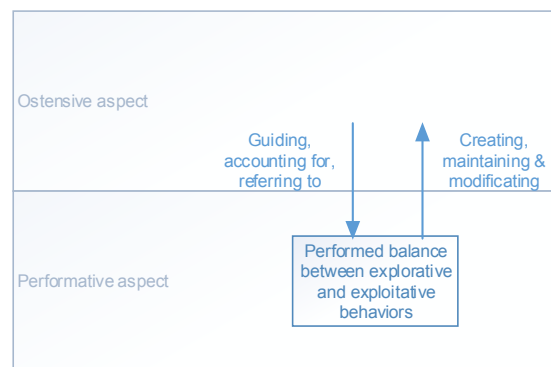 Ostensive aspect
Guiding,
accounting for,
referring to
Creating,
maintaining &
modificating
Performative aspect
Performed balance
between explorative
and exploitative
behaviors